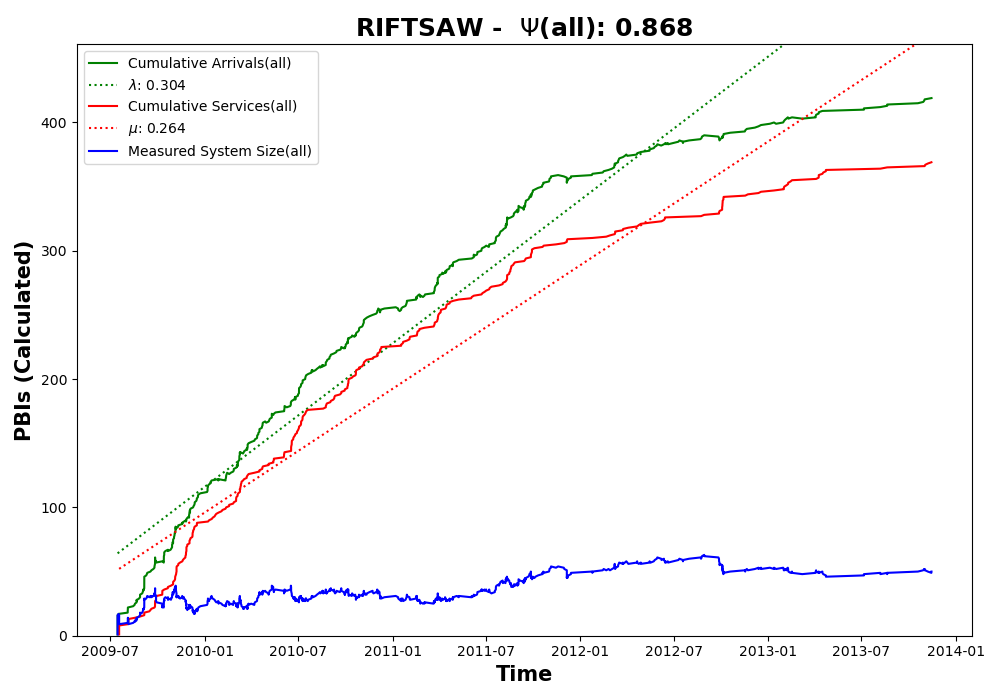 RIFTSAW - Ψ(all): 0.868
Cumulative Arrivals(all)
λ: 0.304
Cumulative Services(all)
μ: 0.264
Measured System Size(all)
PBIs (Calculated)
400
300
200
100
0
2009-07 2010-01 2010-07 2011-01 2011-07 2012-01 2012-07 2013-01 2013-07 2014-01
Time